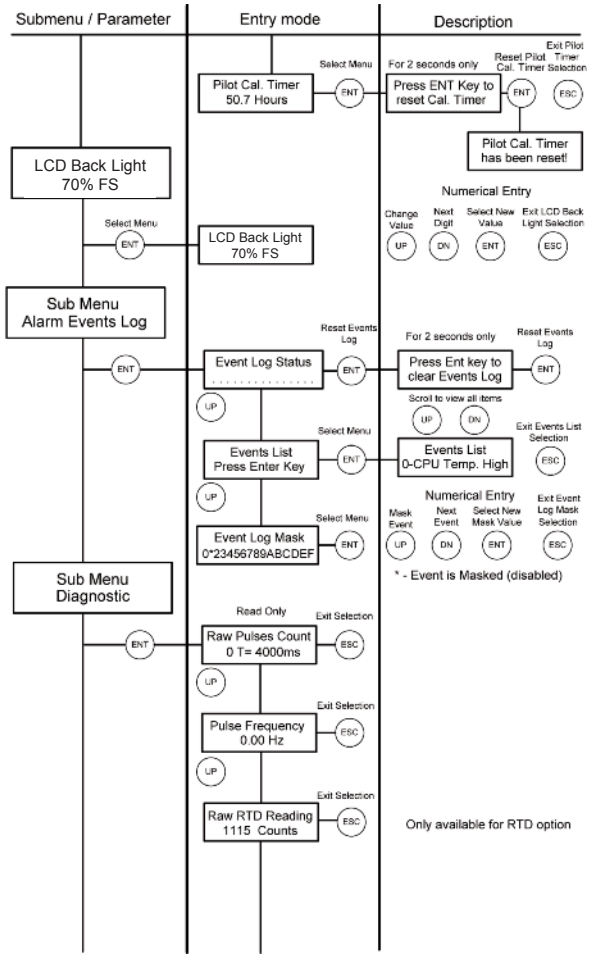 Submenu / Parameter
Entry mode
Description
Pilot Cal. Timer
50.7 Hours
Select Menu
ENT
For 2 seconds only
Press ENT Key to
reset Cal. Timer
Reset Pilot
Cal. Timer
ENT
Exit Pilot
Timer
Selection
ESC
Pilot Cal. Timer
has been reset!
LCD Back Light
70% FS
Select Menu
ENT
LCD Back Light
70% FS
Numerical Entry
Change
Value
UP
Next
Digit
DN
Select New
Value
ENT
Exit LCD Back
Light Selection
ESC
Sub Menu
Alarm Events Log
ENT
Event Log Status
. . . . . . . . . . . . . . . .
Reset Events
Log
ENT
For 2 seconds only
Press Ent key to
clear Events Log
Reset Events
Log
ENT
UP
Scroll to view all items
UP
DN
Events List
Press Enter Key
Select Menu
ENT
Events List
0-CPU Temp. High
Exit Events List
Selection
ESC
UP
Event Log Mask
0*23456789ABCDEF
Select Menu
ENT
Numerical Entry
Mask
Event
UP
Next
Event
DN
Select New
Mask Value
ENT
Exit Event
Log Mask
Selection
ESC
* - Event is Masked (disabled)
Sub Menu
Diagnostic
ENT
Read Only
Raw Pulses Count
0 T= 4000ms
Exit Selection
ESC
UP
Pulse Frequency
0.00 Hz
Exit Selection
ESC
UP
Raw RTD Reading
1115 Counts
Exit Selection
ESC
Only available for RTD option